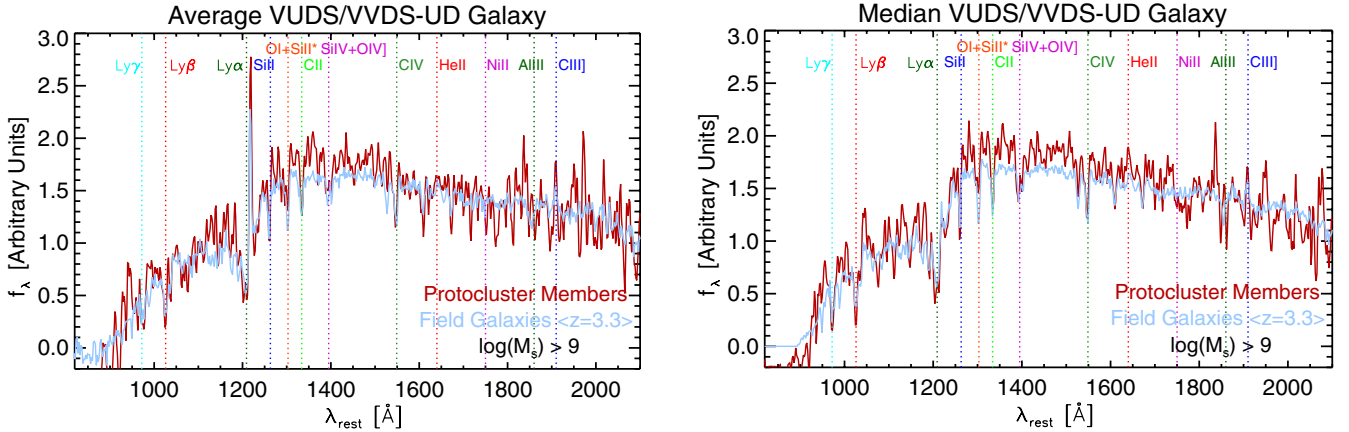 Average VUDS/VVDS-UD Galaxy
3.0
2.5
2.0
1.5
1.0
0.5
0.0
fλ [Arbitrary Units]
OI+SiII* SiIV+OIV]
Lyγ Lyβ Lyα SiII CII CIV HeII NiII AlIII CIII]
Protocluster Members
Field Galaxies <z=3.3>
log(Ms) > 9
1000 1200 1400 1600 1800 2000
λrest [Å]
Median VUDS/VVDS-UD Galaxy
3.0
2.5
2.0
1.5
1.0
0.5
0.0
fλ [Arbitrary Units]
OI+SiII* SiIV+OIV]
Lyγ Lyβ Lyα SiII CII CIV HeII NiII AlIII CIII]
Protocluster Members
Field Galaxies <z=3.3>
log(Ms) > 9
1000 1200 1400 1600 1800 2000
λrest [Å]